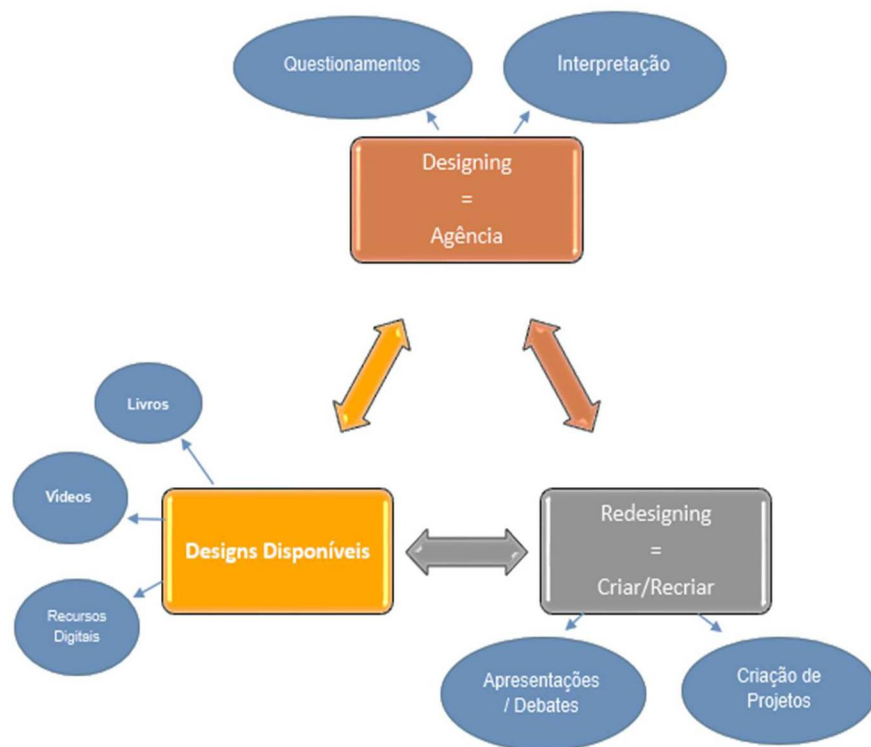 Questionamentos
Interpretação
Designing
=
Agência
Livros
Vídeos
Recursos
Digitais
Designs Disponíveis
Redesigning
=
Criar/Recriar
Apresentações
/ Debates
Criação de
Projetos